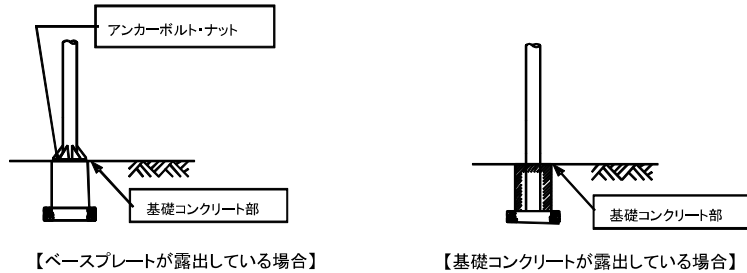 アンカーボルト・ナット
基礎コンクリート部
基礎コンクリート部
【ベースプレートが露出している場合】
【基礎コンクリートが露出している場合】